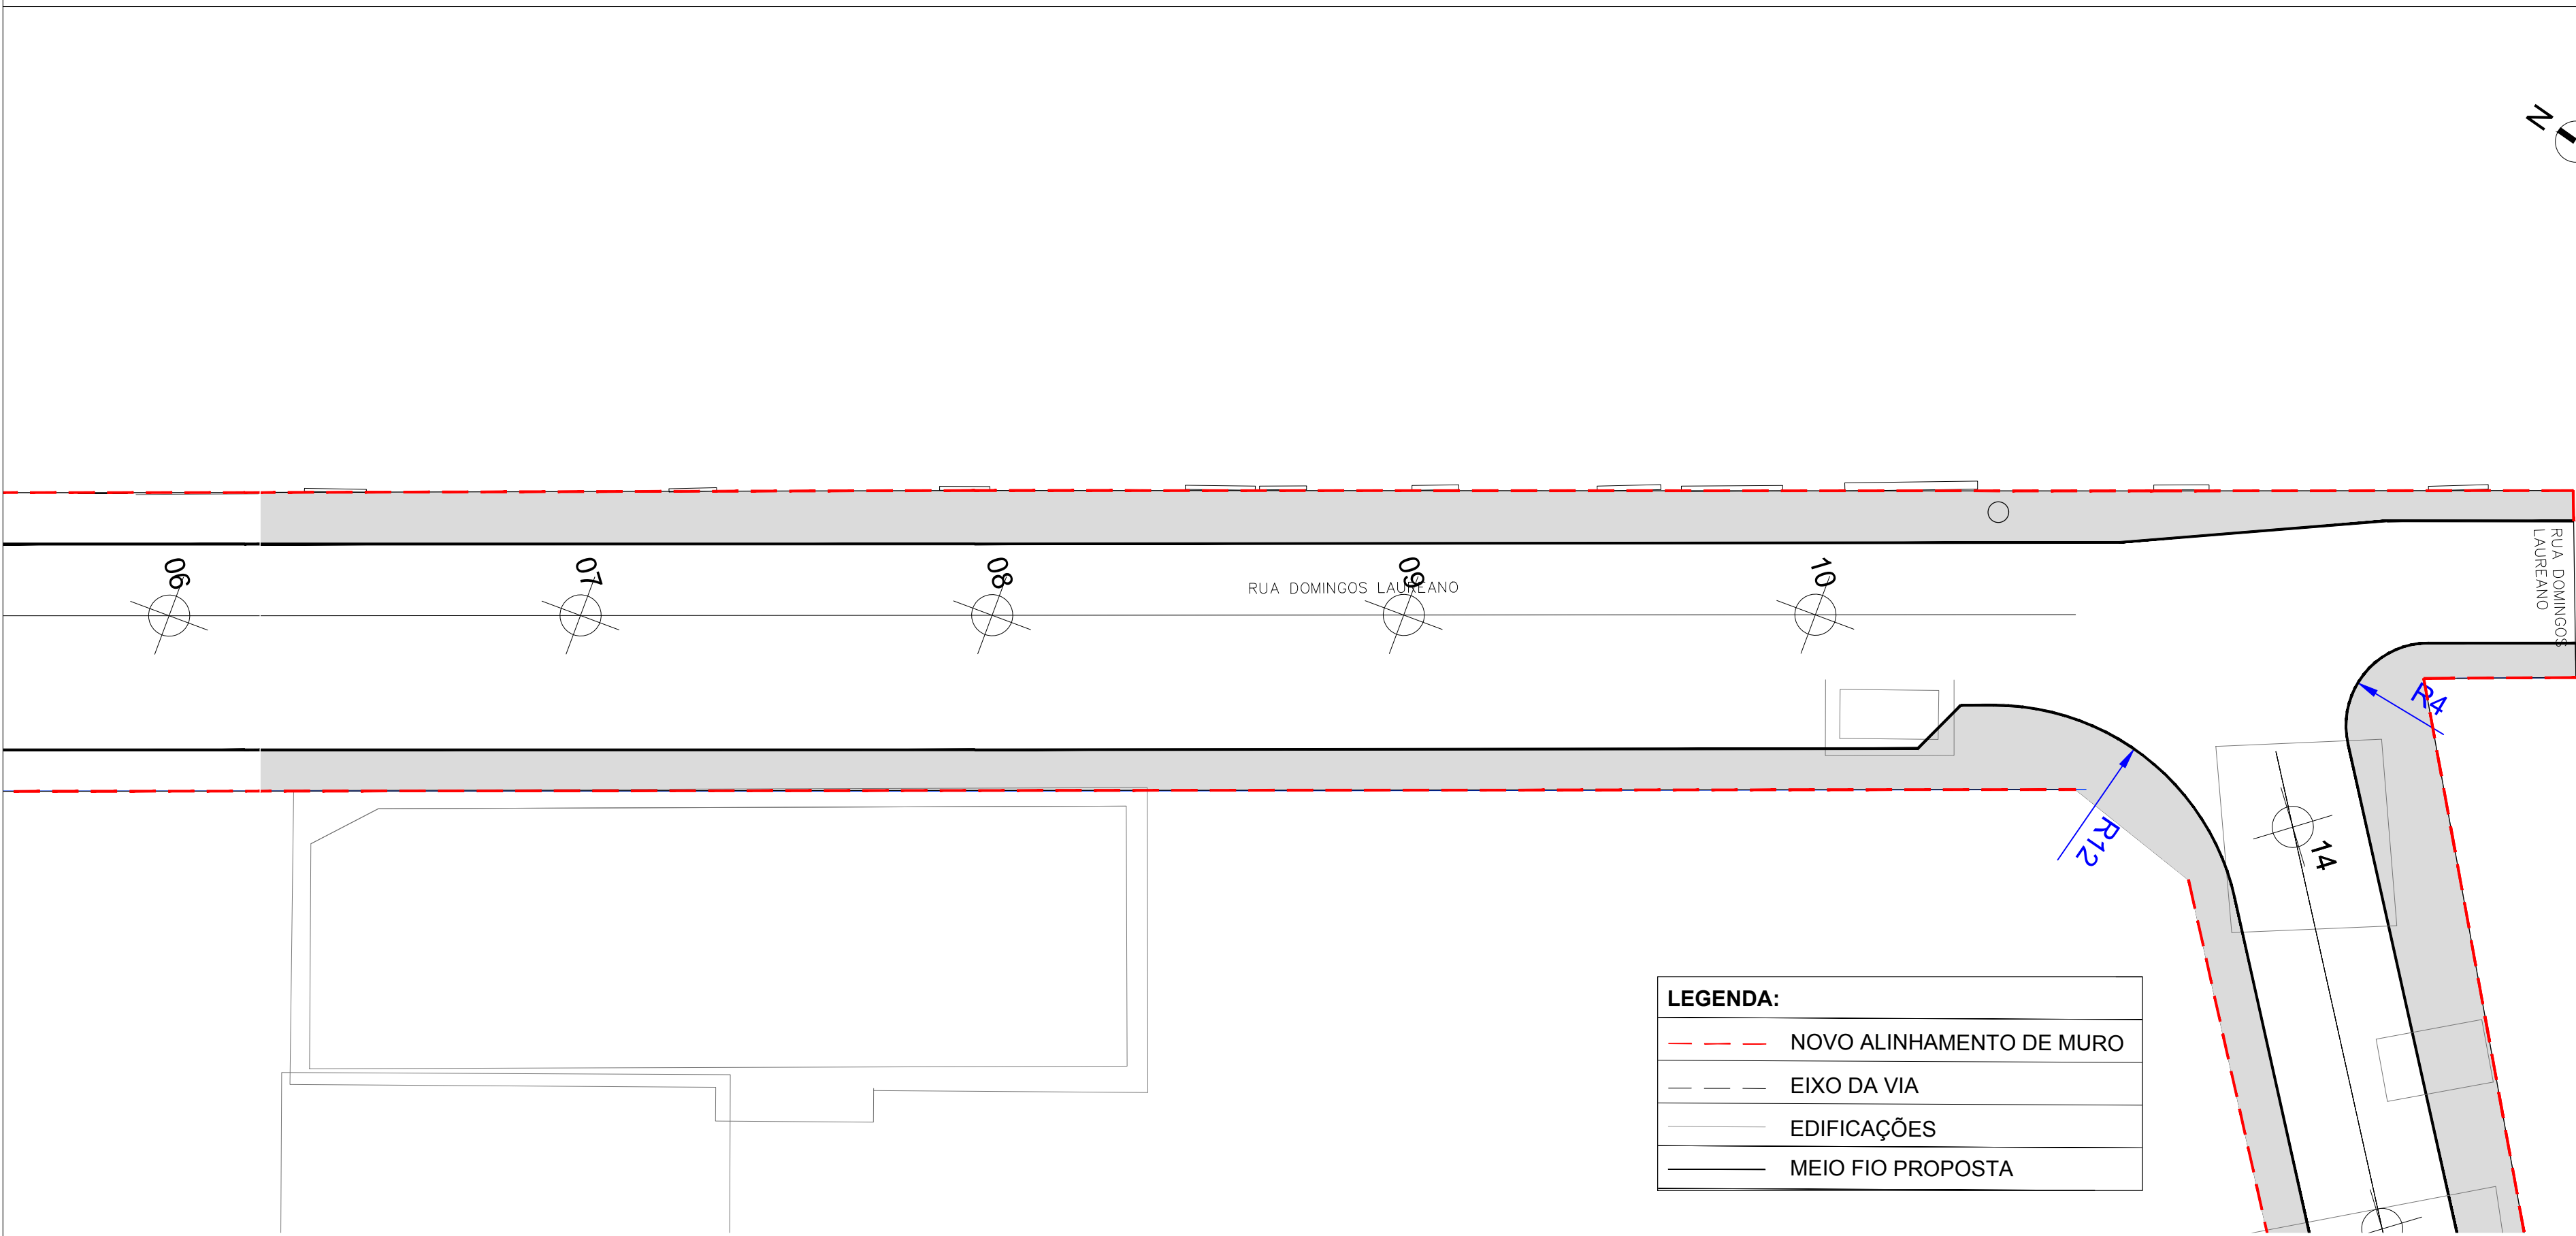 N
06
07
08
09
10
RUA DOMINGOS LAUREANO
RUA DOMINGOS
LAUREANO
R4
R12
14
LEGENDA:
NOVO ALINHAMENTO DE MURO
EIXO DA VIA
EDIFICAÇÕES
MEIO FIO PROPOSTA